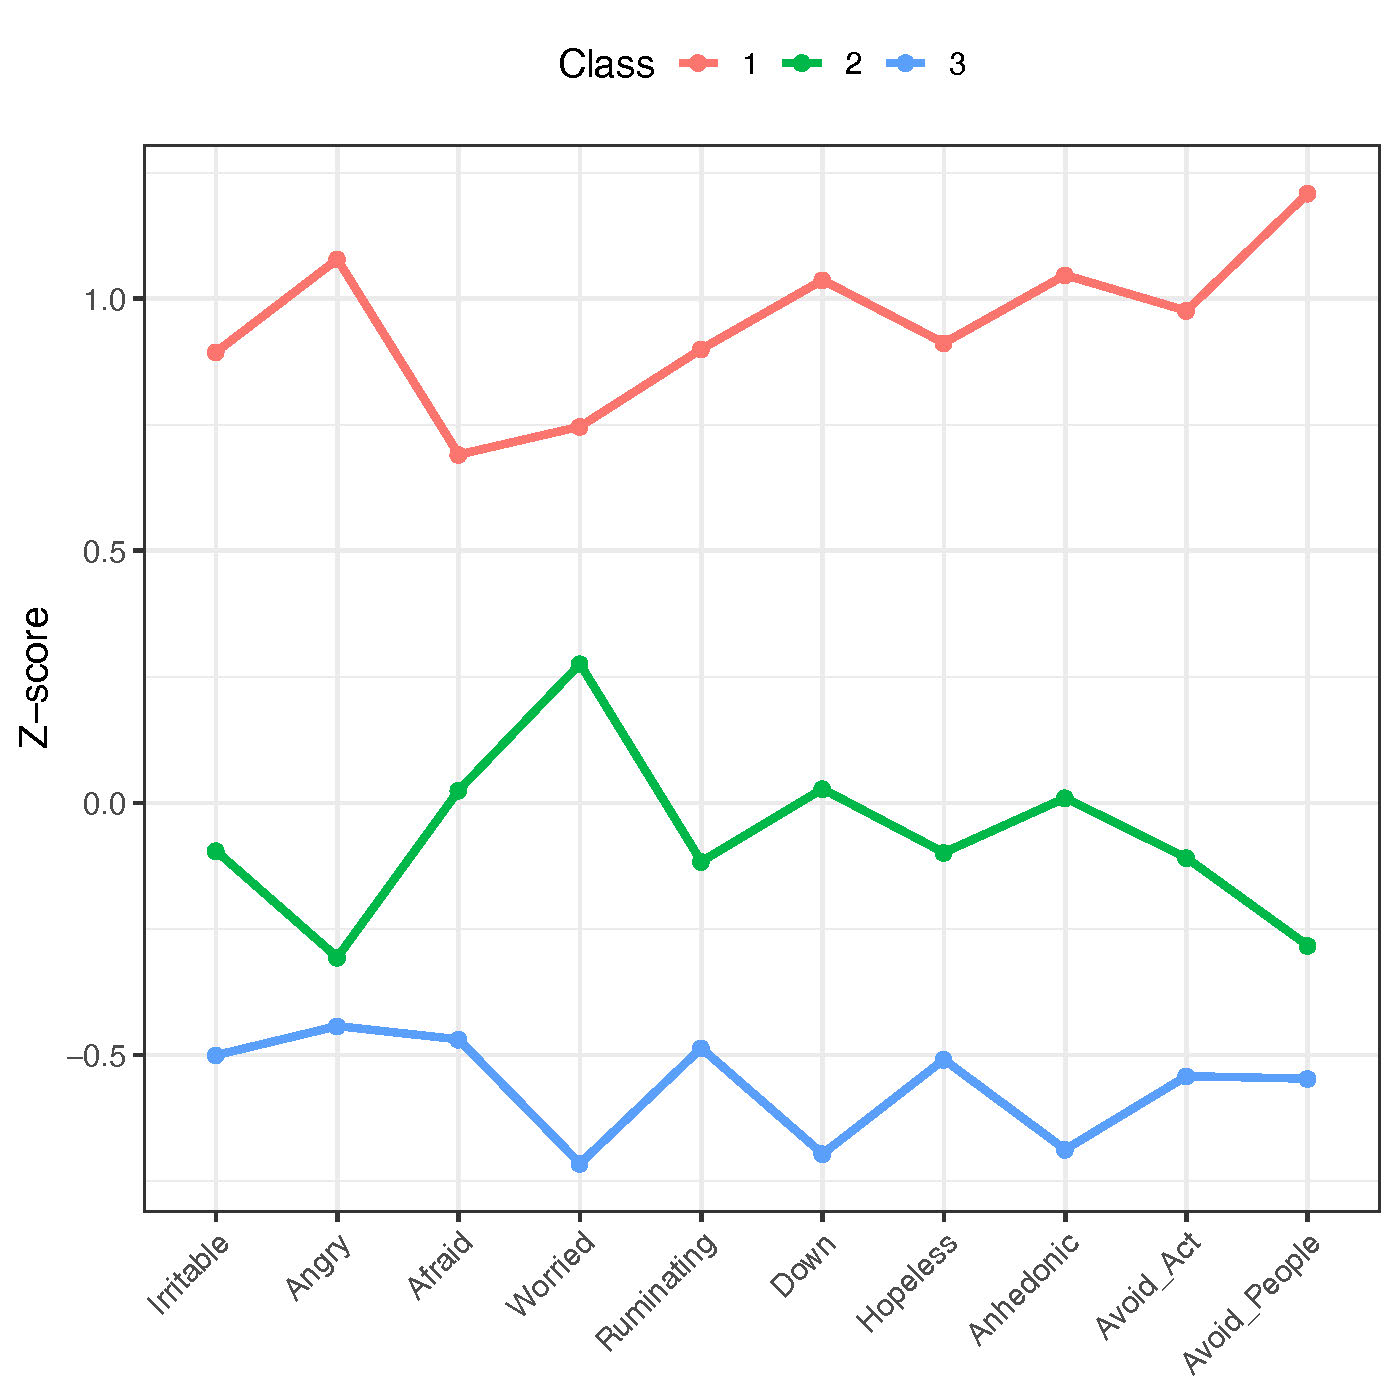 Class 1 2 3
Z−score
1.0
0.5
0.0
−0.5
Irritable
Angry
Afraid
Worried
Ruminating
Down
Hopeless
Anhedonic
Avoid_Act
Avoid_People